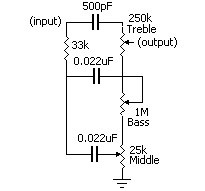 500pF
(input)
250k
Treble
33k
(output)
0.022uF
1M
Bass
0.022uF
25k
Middle